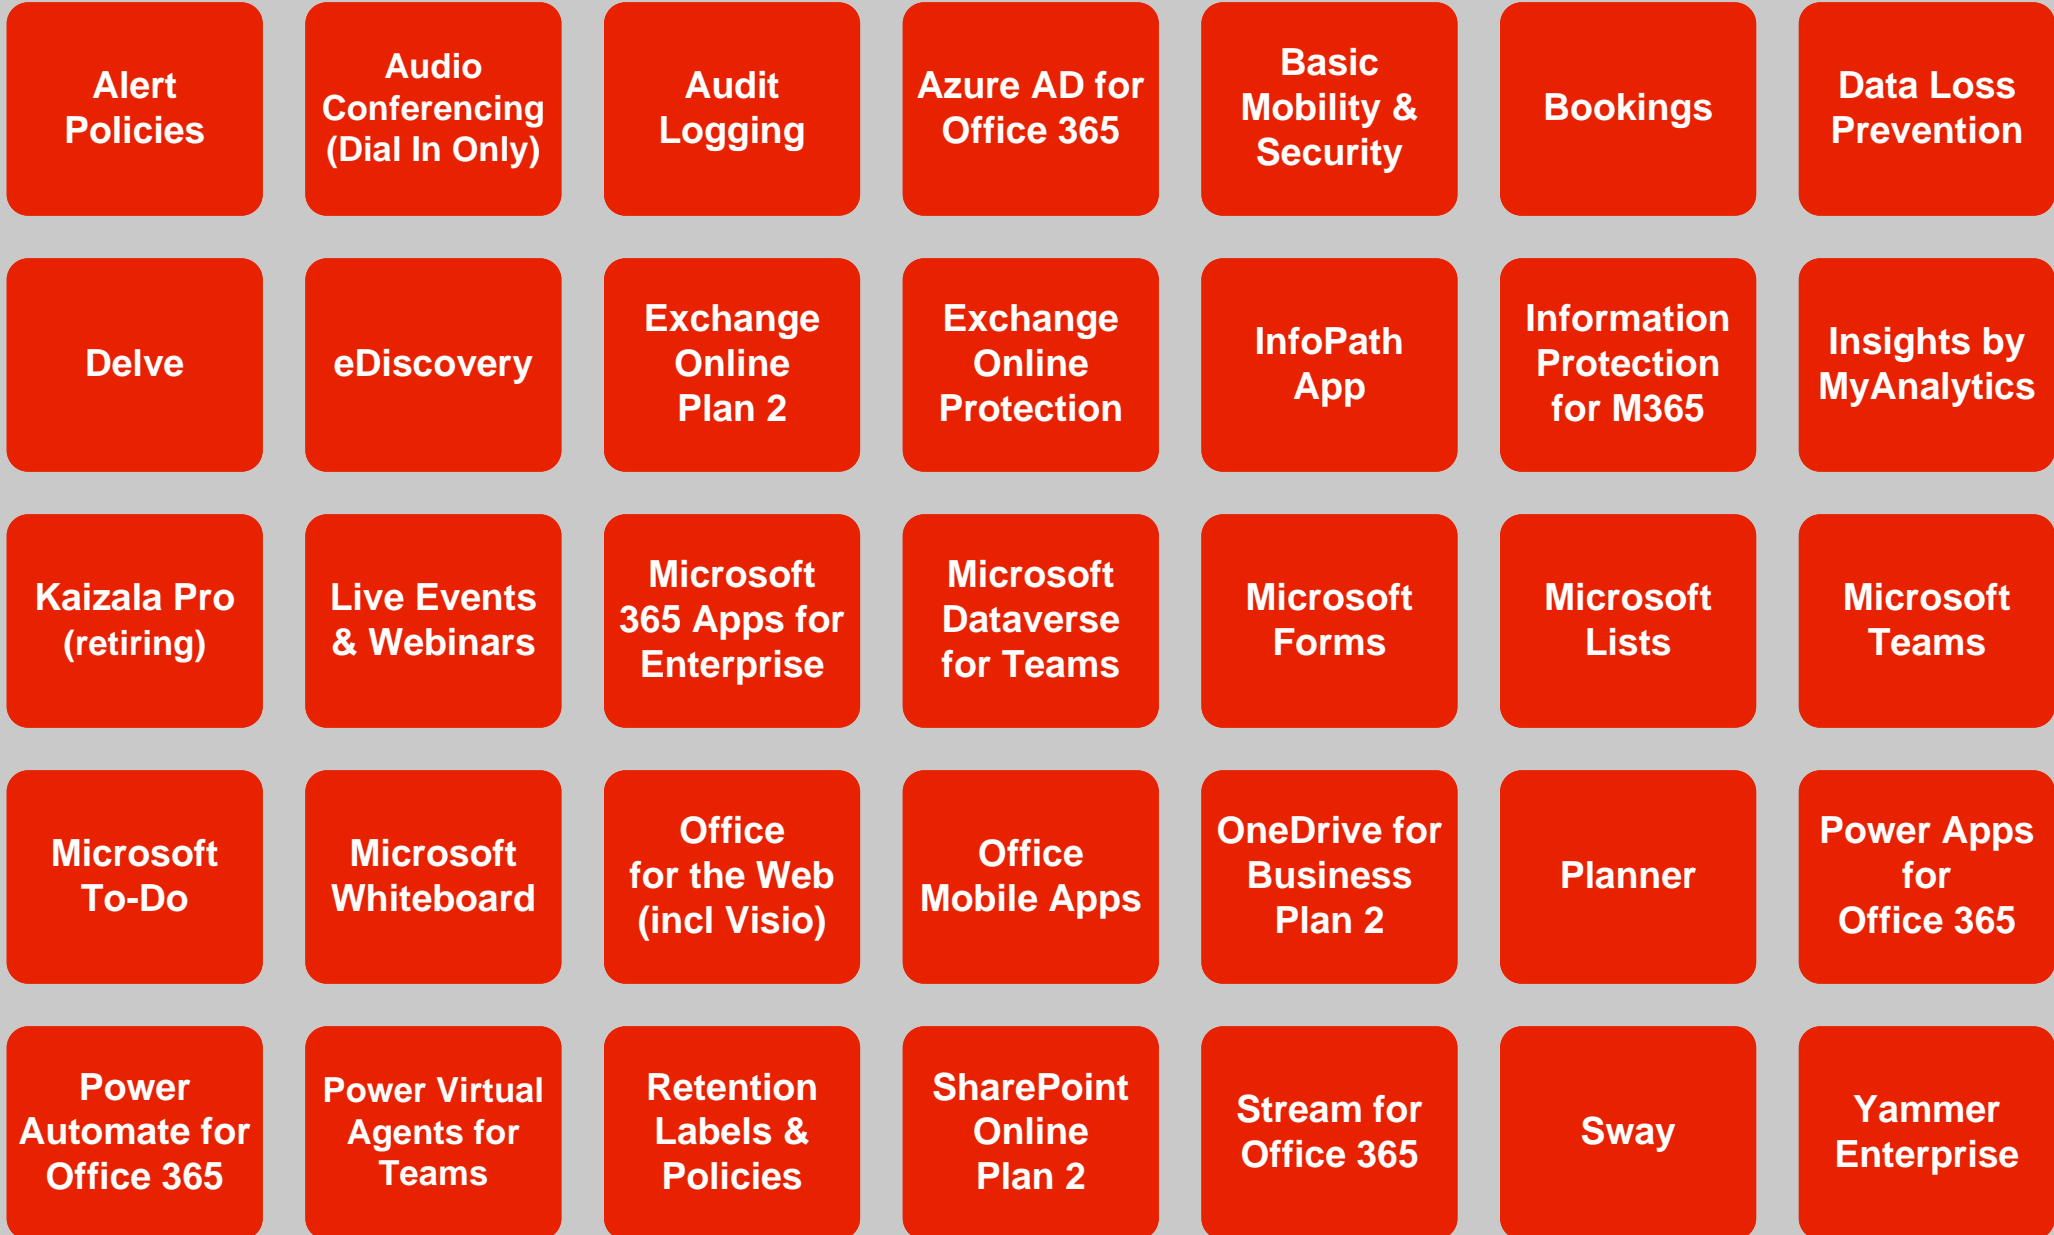 Alert
Policies
Audio
Conferencing
(Dial In Only)
Audit
Logging
Azure AD for
Office 365
Basic
Mobility &
Security
Bookings
Data Loss
Prevention
Delve
eDiscovery
Exchange
Online
Plan 2
Exchange
Online
Protection
InfoPath
App
Information
Protection
for M365
Insights by
MyAnalytics
Kaizala Pro
(retiring)
Live Events
& Webinars
Microsoft
365 Apps for
Enterprise
Microsoft
Dataverse
for Teams
Microsoft
Forms
Microsoft
Lists
Microsoft
Teams
Microsoft
To-Do
Microsoft
Whiteboard
Office
for the Web
(incl Visio)
Office
Mobile Apps
OneDrive for
Business
Plan 2
Planner
Power Apps
for
Office 365
Power
Automate for
Office 365
Power Virtual
Agents for
Teams
Retention
Labels &
Policies
SharePoint
Online
Plan 2
Stream for
Office 365
Sway
Yammer
Enterprise